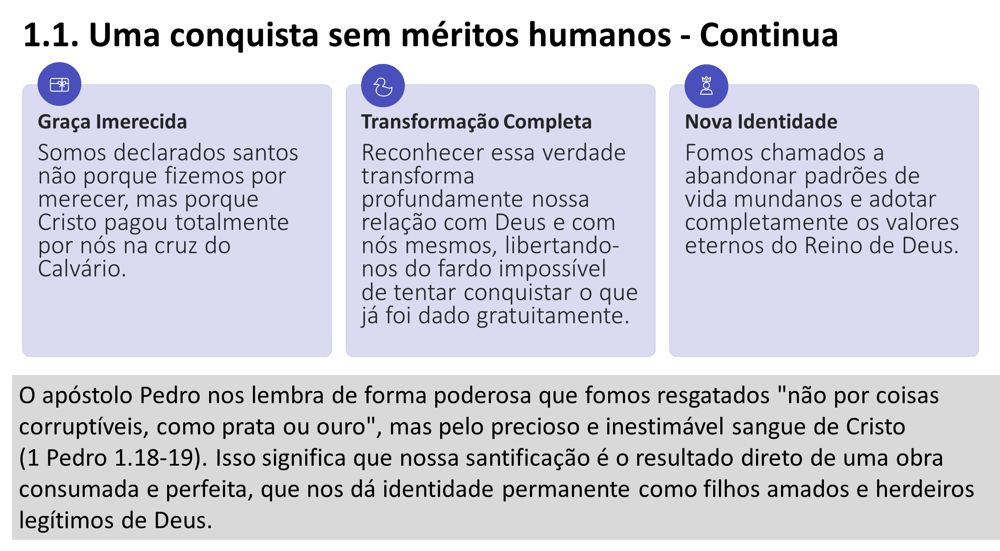 1.1. Uma conquista sem méritos humanos - Continua
Graça Imerecida
Somos declarados santos
não porque fizemos por
merecer, mas porque
Cristo pagou totalmente
por nós na cruz do
Calvário.
Transformação Completa
Reconhecer essa verdade
transforma
profundamente nossa
relação com Deus e com
nós mesmos, libertando-
nos do fardo impossível
de tentar conquistar o que
já foi dado gratuitamente.
Nova Identidade
Fomos chamados a
abandonar padrões de
vida mundanos e adotar
completamente os valores
eternos do Reino de Deus.
O apóstolo Pedro nos lembra de forma poderosa que fomos resgatados "não por coisas
corruptíveis, como prata ou ouro", mas pelo precioso e inestimável sangue de Cristo
(1 Pedro 1.18-19). Isso significa que nossa santificação é o resultado direto de uma obra
consumada e perfeita, que nos dá identidade permanente como filhos amados e herdeiros
legítimos de Deus.